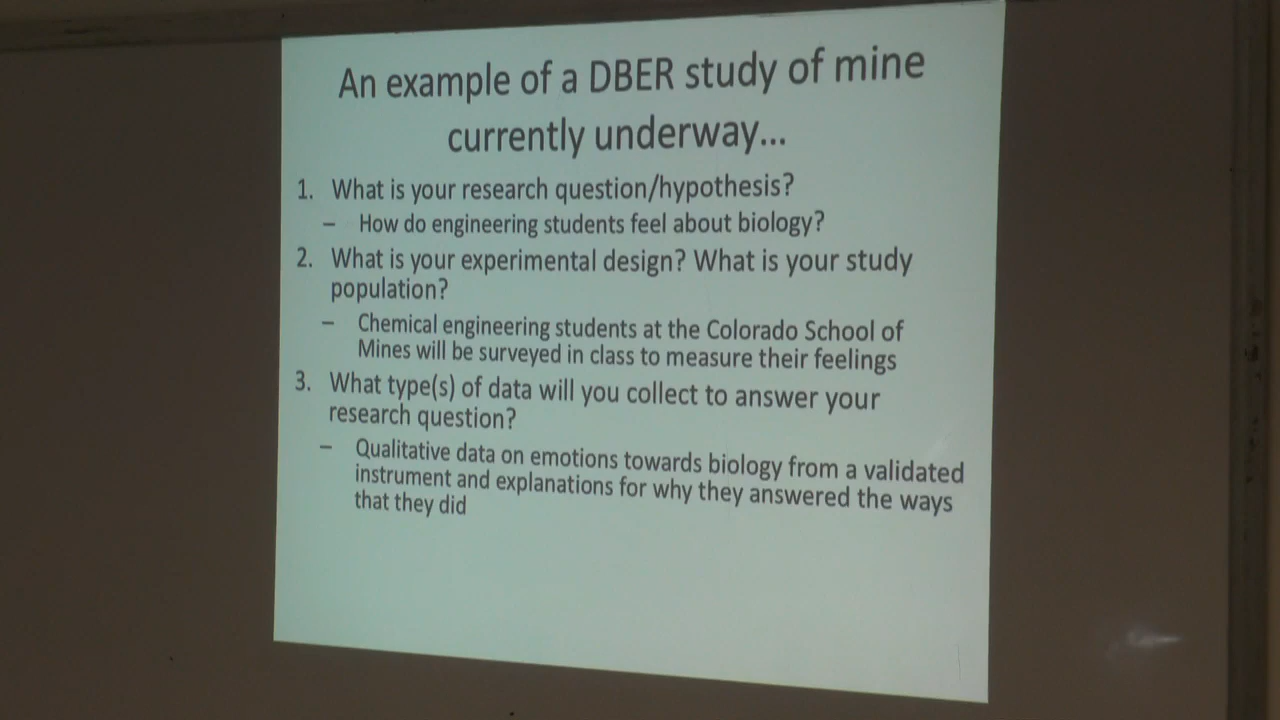 An example of a DBER study of mine
currently underway...
1. What is your research question/hypothesis?
– How do engineering students feel about biology?
2. What is your experimental design? What is your study
population?
– Chemical engineering students at the Colorado School of
Mines will be surveyed in class to measure their feelings
3. What type(s) of data will you collect to answer your
research question?
– Qualitative data on emotions towards biology from a validated
instrument and explanations for why they answered the ways
that they did